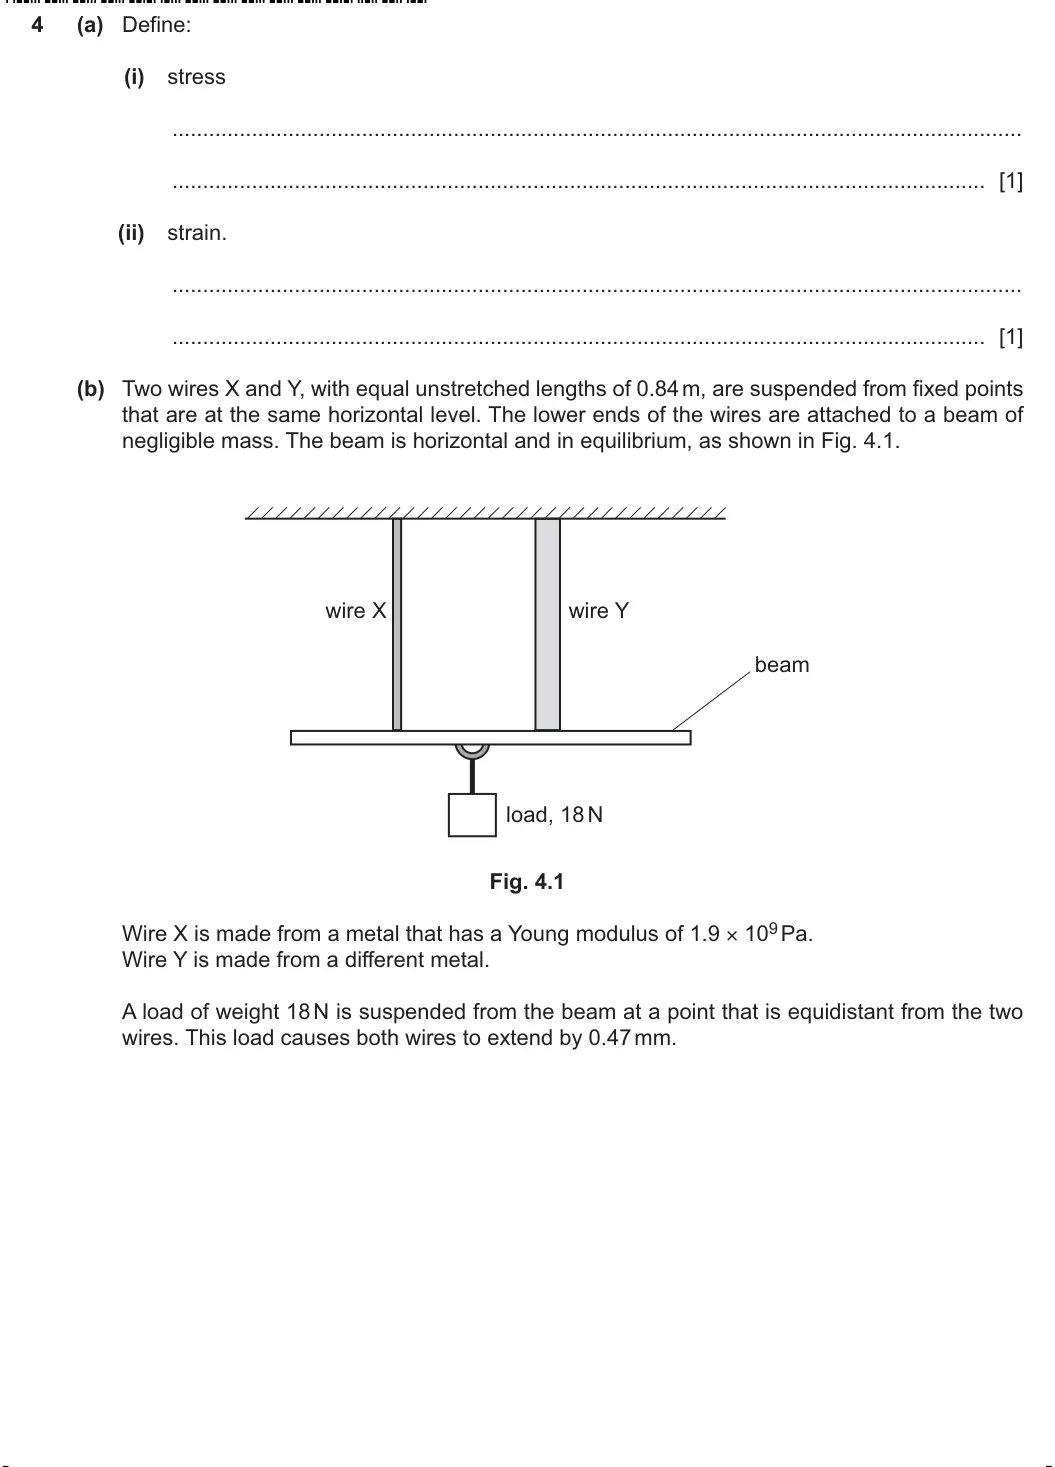 4 (a) Define:
(i) stress
..........................................................................................................................................
.................................................................................................................................... [1]
(ii) strain.
..........................................................................................................................................
.................................................................................................................................... [1]
(b) Two wires X and Y, with equal unstretched lengths of 0.84 m, are suspended from fixed points
that are at the same horizontal level. The lower ends of the wires are attached to a beam of
negligible mass. The beam is horizontal and in equilibrium, as shown in Fig. 4.1.
wire X
wire Y
beam
load, 18 N
Fig. 4.1
Wire X is made from a metal that has a Young modulus of 1.9 × 10⁹ Pa.
Wire Y is made from a different metal.
A load of weight 18 N is suspended from the beam at a point that is equidistant from the two
wires. This load causes both wires to extend by 0.47 mm.